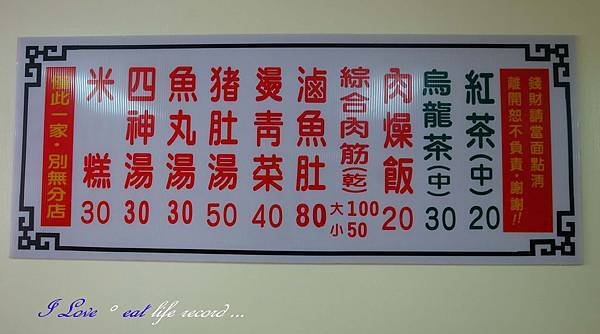 錢財請當面點清
離開恕不負責·謝謝!!
紅茶(中) 20
烏龍茶(中) 30
肉燥飯 20
綜合肉筋(乾) 大100 小50
滷魚肚 80
燙青菜 40
猪肚湯 50
魚丸湯 30
四神湯 30
米糕 30
僅此一家·別無分店
I Love ° eat life record ...